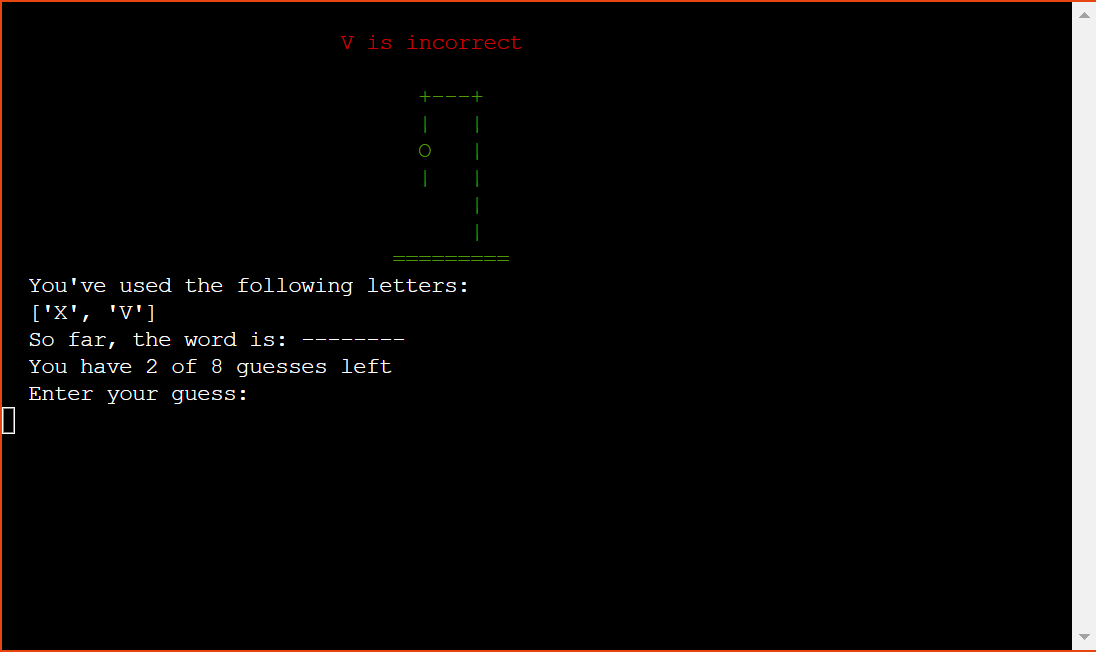 V is incorrect
+---+
|   |
O   |
|   |
    |
    |
=========
You've used the following letters:
['X', 'V']
So far, the word is: --------
You have 2 of 8 guesses left
Enter your guess: